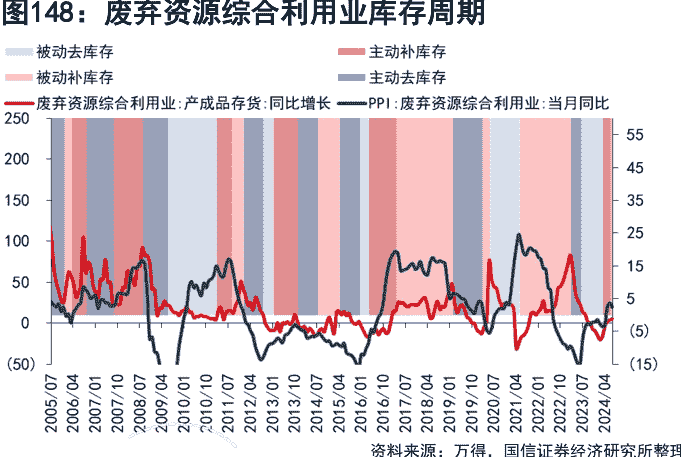 图148：废弃资源综合利用业库存周期
被动去库存 主动补库存
被动补库存 主动去库存
废弃资源综合利用业:产成品存货:同比增长 PPI:废弃资源综合利用业:当月同比
250
200
150
100
50
0
(50)
55
45
35
25
15
5
(5)
(15)
2005/07 2006/04 2007/01 2007/10 2008/07 2009/04 2010/01 2010/10 2011/07 2012/04 2013/01 2013/10 2014/07 2015/04 2016/01 2016/10 2017/07 2018/04 2019/01 2019/10 2020/07 2021/04 2022/01 2022/10 2023/07 2024/04
资料来源：万得，国信证券经济研究所整理